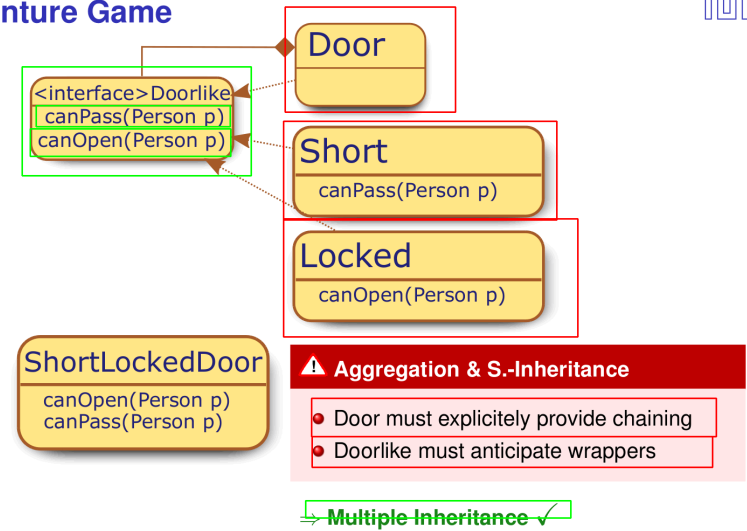 nture Game
Door
<interface>Doorlike
canPass(Person p)
canOpen(Person p)
Short
canPass(Person p)
Locked
canOpen(Person p)
ShortLockedDoor
canOpen(Person p)
canPass(Person p)
Aggregation & S.-Inheritance
Door must explicitely provide chaining
Doorlike must anticipate wrappers
⇒ Multiple Inheritance ✓